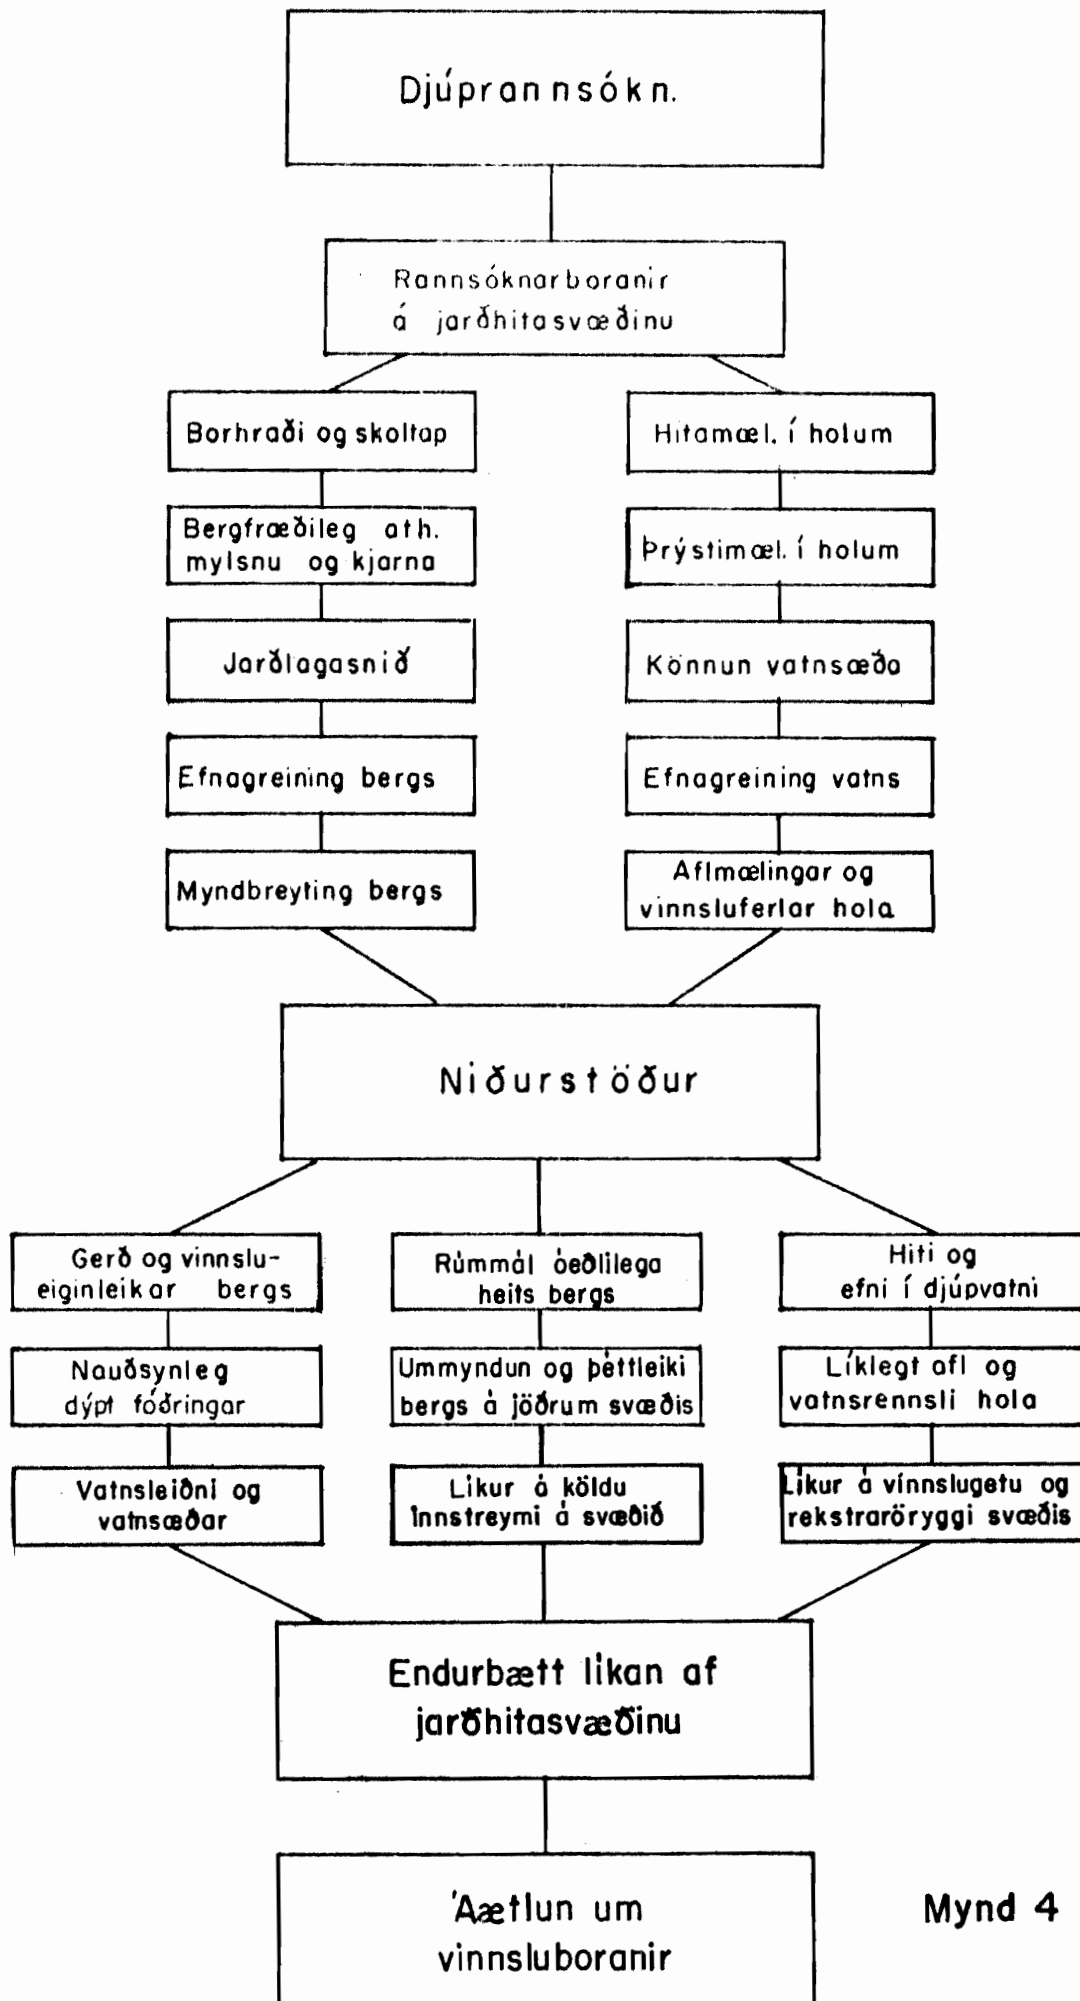 Djúprannsókn.
Rannsóknarboranir
á jarðhitasvæðinu
Borhraði og skoltap
Bergfræðileg ath.
mylsnu og kjarna
Jarðlagasnið
Efnagreining bergs
Myndbreyting bergs
Hitamæl. í holum
Þrýstimæl. í holum
Könnun vatnsæða
Efnagreining vatns
Aflmælingar og
vinnsluferlar hola
Niðurstöður
Gerð og vinnslu-
eiginleikar bergs
Nauðsynleg
dýpt fóðringar
Vatnsleiðni og
vatnsæðar
Rúmmál óeðlilega
heits bergs
Ummyndun og þéttleiki
bergs á jöðrum svæðis
Líkur á köldu
innstreymi á svæðið
Hiti og
efni í djúpvatni
Líklegt afl og
vatnsrennsli hola
Líkur á vinnslugetu og
rekstraröryggi svæðis
Endurbætt líkan af
jarðhitasvæðinu
Áætlun um
vinnsluboranir
Mynd 4